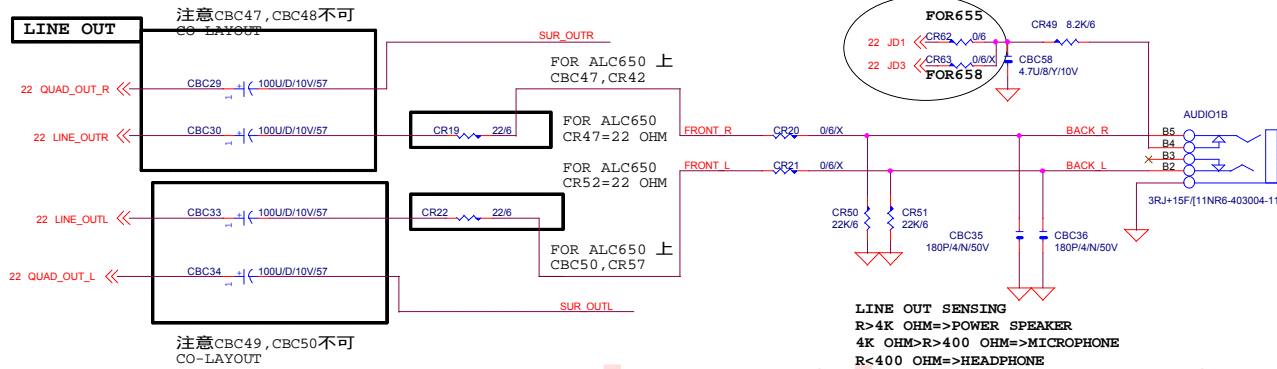 注意CBC47,CBC48不可
CO-LAYOUT
LINE OUT
SUR_OUTR
FOR ALC650 上
CBC47,CR42
CBC29
100U/D/10V/57
1
22 QUAD_OUT_R
CBC30
100U/D/10V/57
1
22 LINE_OUTR
CR19
22/6
FOR ALC650
CR47=22 OHM
FOR ALC650
CR52=22 OHM
CBC33
100U/D/10V/57
1
22 LINE_OUTL
CR22
22/6
FOR ALC650 上
CBC50,CR57
CBC34
100U/D/10V/57
1
22 QUAD_OUT_L
SUR_OUTL
注意CBC49,CBC50不可
CO-LAYOUT
FRONT_R
CR20
0/6/X
BACK_R
FRONT_L
CR21
0/6/X
BACK_L
FOR655
22 JD1
CR62
0/6
22 JD3
CR63
0/6/X
FOR658
CR49 8.2K/6
CBC58
4.7U/8/Y/10V
AUDIO1B
B5
B4
B3
B2
3RJ+15F/[11NR6-403004-11
CR50
22K/6
CR51
22K/6
CBC35
180P/4/N/50V
CBC36
180P/4/N/50V
LINE OUT SENSING
R>4K OHM=>POWER SPEAKER
4K OHM>R>400 OHM=>MICROPHONE
R<400 OHM=>HEADPHONE